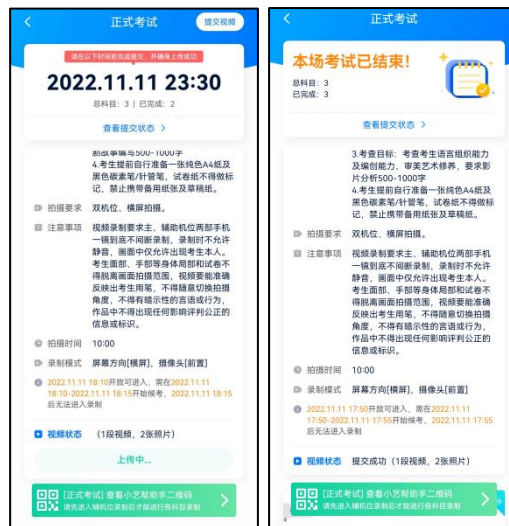 正式考试
提交视频
请在以下时间前完成提交，并确保上传成功
2022.11.11 23:30
总科目：3 | 已完成：2
查看提交状态
剧故事编写500-1000字
4.考生提前自行准备一张纯色A4纸及
黑色碳素笔/针管笔，试卷纸不得做标
记，禁止携带备用纸张及草稿纸。
拍摄要求 双机位、横屏拍摄。
注意事项 视频录制要求主、辅助机位两部手机
一镜到底不间断录制，录制时不允许
静音，画面中仅允许出现考生本人。
考生面部、手部等身体局部和试卷不
得脱离画面拍摄范围，视频要能准确
反映出考生用笔，不得随意切换拍摄
角度，不得有暗示性的言语或行为，
作品中不得出现任何影响评判公正的
信息或标识。
拍摄时间 10:00
录制模式 屏幕方向[横屏]，摄像头[前置]
2022.11.11 18:10开放可进入，需在2022.11.11
18:10-2022.11.11 18:15开始候考，2022.11.11 18:15
后无法进入录制
视频状态 （1段视频，2张照片）
上传中...
[正式考试] 查看小艺帮助手二维码
请先进入辅机位录制后才能进行各科目录制
正式考试
本场考试已结束！
总科目：3
已完成：3
查看提交状态
3.考查目标：考查考生语言组织能力
及编创能力、审美艺术修养，要求影
片分析500-1000字
4.考生提前自行准备一张纯色A4纸及
黑色碳素笔/针管笔，试卷纸不得做标
记，禁止携带备用纸张及草稿纸。
拍摄要求 双机位、横屏拍摄。
注意事项 视频录制要求主、辅助机位两部手机
一镜到底不间断录制，录制时不允许
静音，画面中仅允许出现考生本人。
考生面部、手部等身体局部和试卷不
得脱离画面拍摄范围，视频要能准确
反映出考生用笔，不得随意切换拍摄
角度，不得有暗示性的言语或行为，
作品中不得出现任何影响评判公正的
信息或标识。
拍摄时间 10:00
录制模式 屏幕方向[横屏]，摄像头[前置]
2022.11.11 17:50开放可进入，需在2022.11.11
17:50-2022.11.11 17:55开始候考，2022.11.11 17:55
后无法进入录制
视频状态 提交成功（1段视频，2张照片）
[正式考试] 查看小艺帮助手二维码
请先进入辅机位录制后才能进行各科目录制